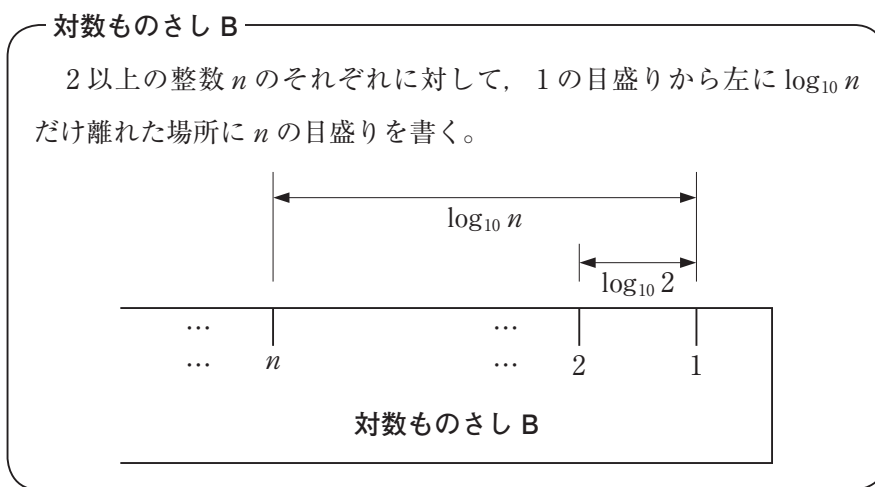 対数ものさし B
2以上の整数 n のそれぞれに対して，1の目盛りから左に log₁₀ n
だけ離れた場所に n の目盛りを書く。
log₁₀ n
log₁₀ 2
… …
… n … 2 1
対数ものさし B